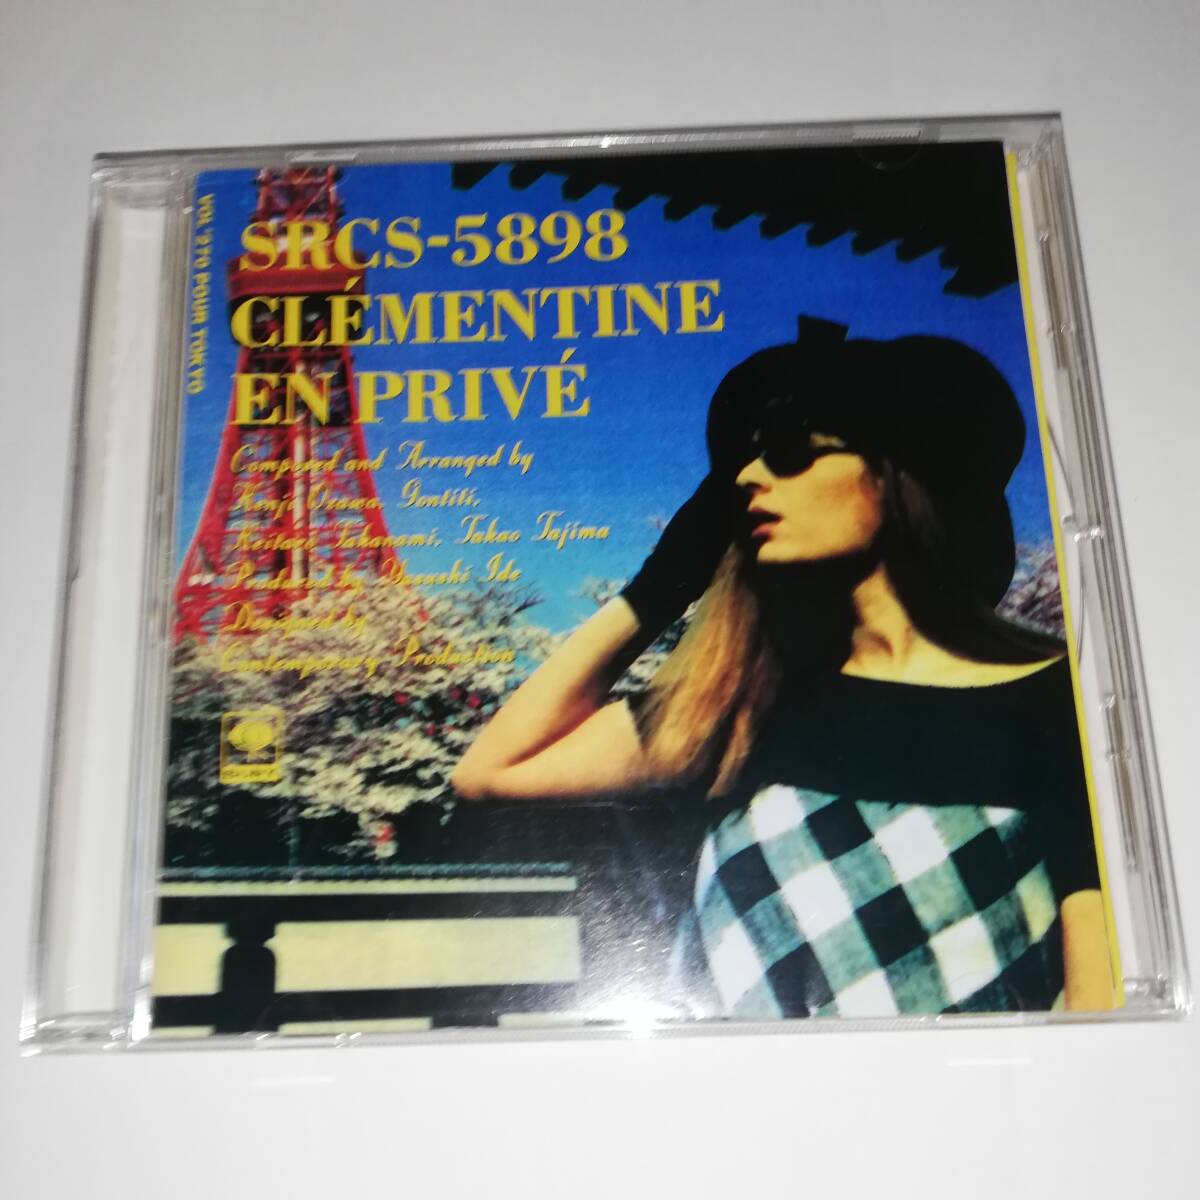 VOL '270 POUR TOKYO
SRCS-5898
CLÉMENTINE
EN PRIVÉ
Composed and Arranged by
Kenji Ozawa, Gontiti,
Keitaro Takanami, Takao Tajima
Produced by Yasushi Ide
Designed by
Contemporary Production